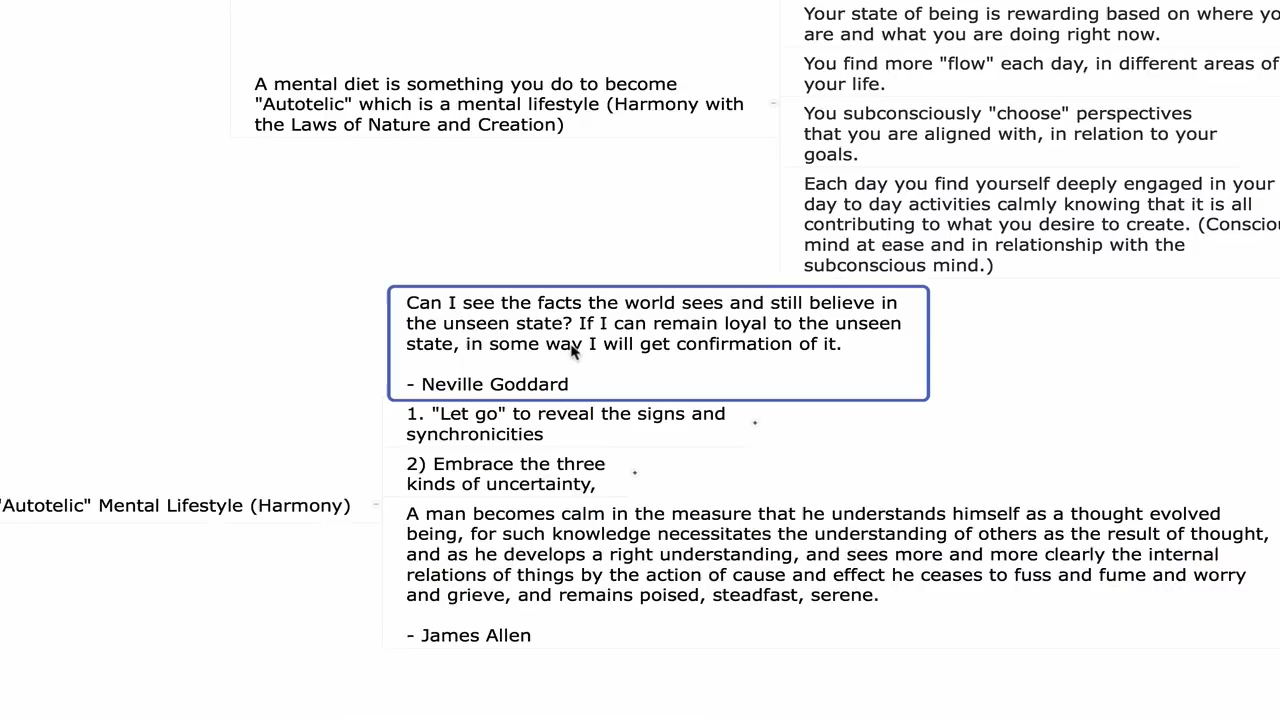 Your state of being is rewarding based on where
are and what you are doing right now.
You find more "flow" each day, in different areas of
your life.
You subconsciously "choose" perspectives
that you are aligned with, in relation to your
goals.
Each day you find yourself deeply engaged in your
day to day activities calmly knowing that it is all
contributing to what you desire to create.
mind at ease and in relationship with the
subconscious mind.)
A mental diet is something you do to become
"Autotelic" which is a mental lifestyle (Harmony with
the Laws of Nature and Creation)
Can I see the facts the world sees and still believe in
the unseen state? If I can remain loyal to the unseen
state, in some way I will get confirmation of it.
- Neville Goddard
1. "Let go" to reveal the signs and
synchronicities
2) Embrace the three
kinds of uncertainty,
"Autotelic" Mental Lifestyle (Harmony)
A man becomes calm in the measure that he understands himself as a thought evolved
being, for such knowledge necessitates the understanding of others as the result of thought,
and as he develops a right understanding, and sees more and more clearly the internal
relations of things by the action of cause and effect he ceases to fuss and fume and worry
and grieve, and remains poised, steadfast, serene.
- James Allen